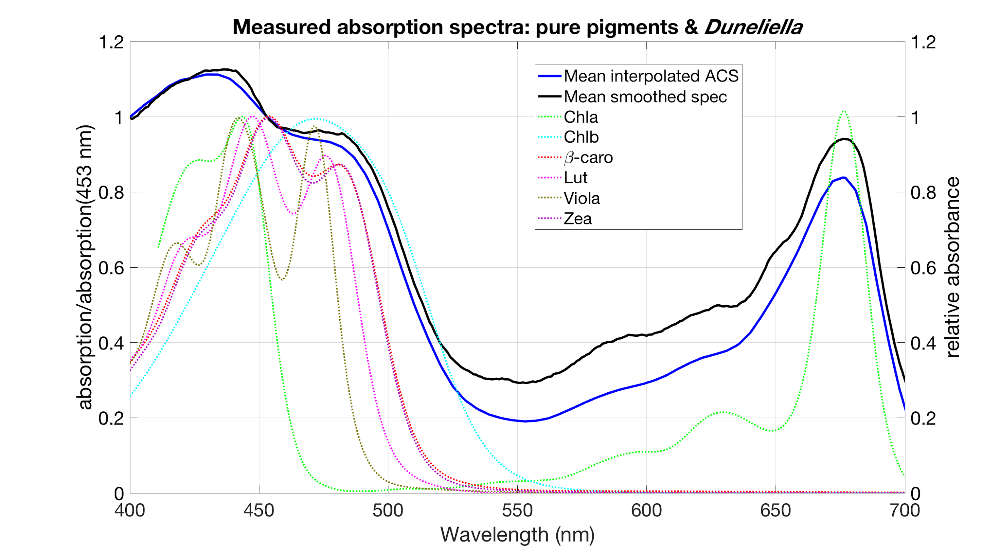 Measured absorption spectra: pure pigments & Duneliella
1.2
1
0.8
0.6
0.4
0.2
0
absorption/absorption(453 nm)
Mean interpolated ACS
Mean smoothed spec
Chla
Chlb
β-caro
Lut
Viola
Zea
1.2
1
0.8
0.6
0.4
0.2
0
relative absorbance
400 450 500 550 600 650 700
Wavelength (nm)